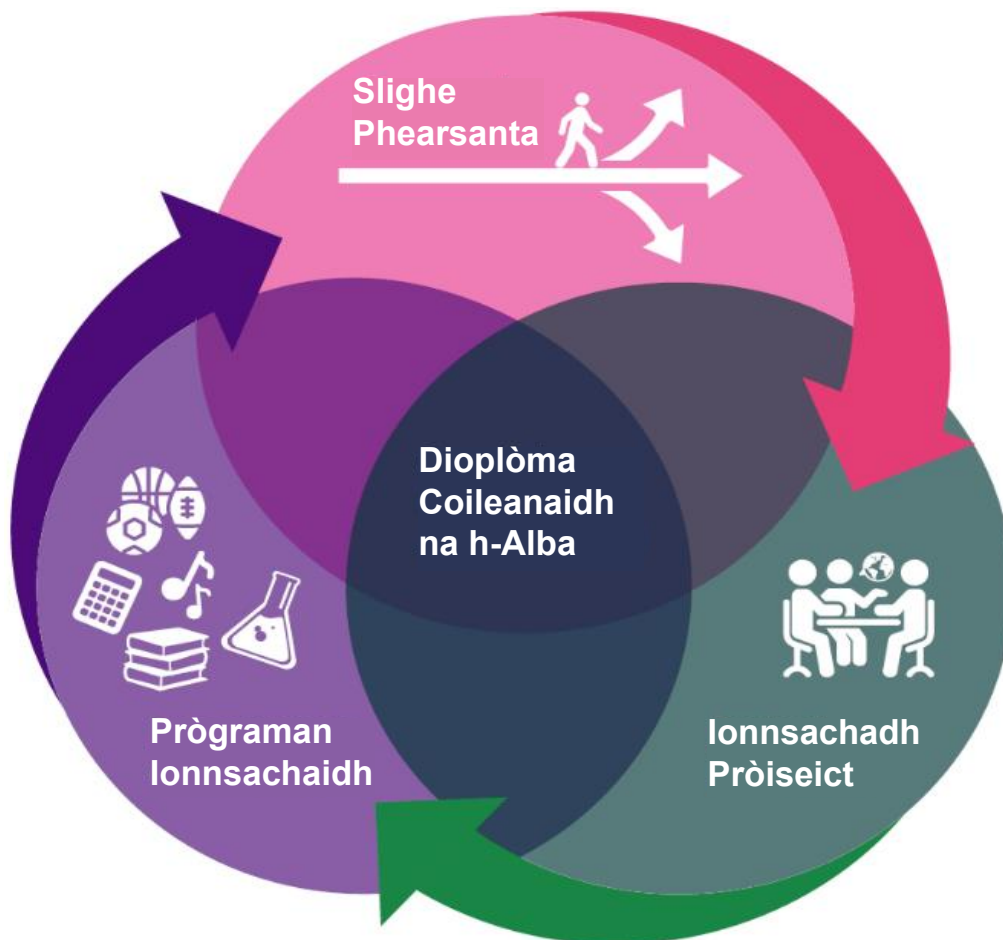 Slighe
Phearsanta
Dioplòma
Coileanaidh
na h-Alba
Prògraman
Ionnsachaidh
Ionnsachadh
Pròiseict